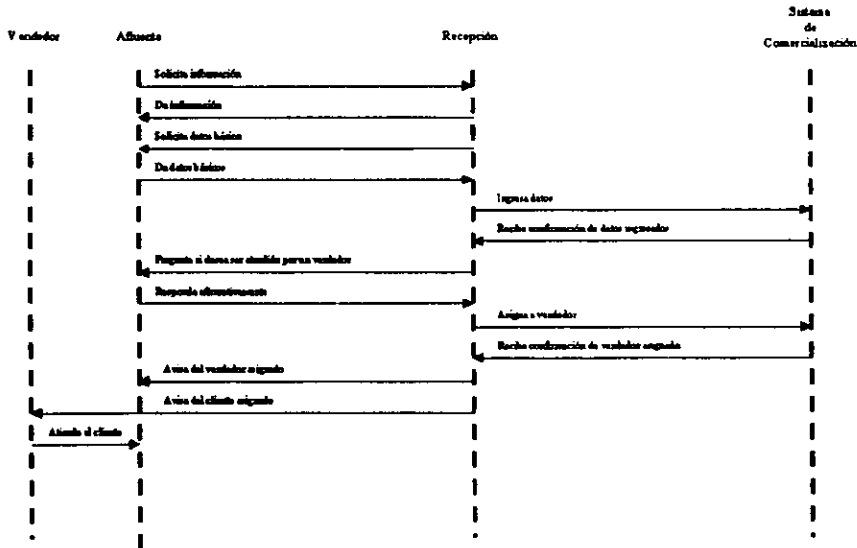 Sistema
de
Comercialización
Vendedor
Afluente
Recepción
Solicita información
Da información
Solicita datos básicos
Da datos básicos
Ingresa datos
Recibe confirmación de datos ingresados
Pregunta si desea ser atendido por un vendedor
Responde afirmativamente
Asigna a vendedor
Recibe confirmación de vendedor asignado
Avisa del vendedor asignado
Avisa del cliente asignado
Atiende al cliente